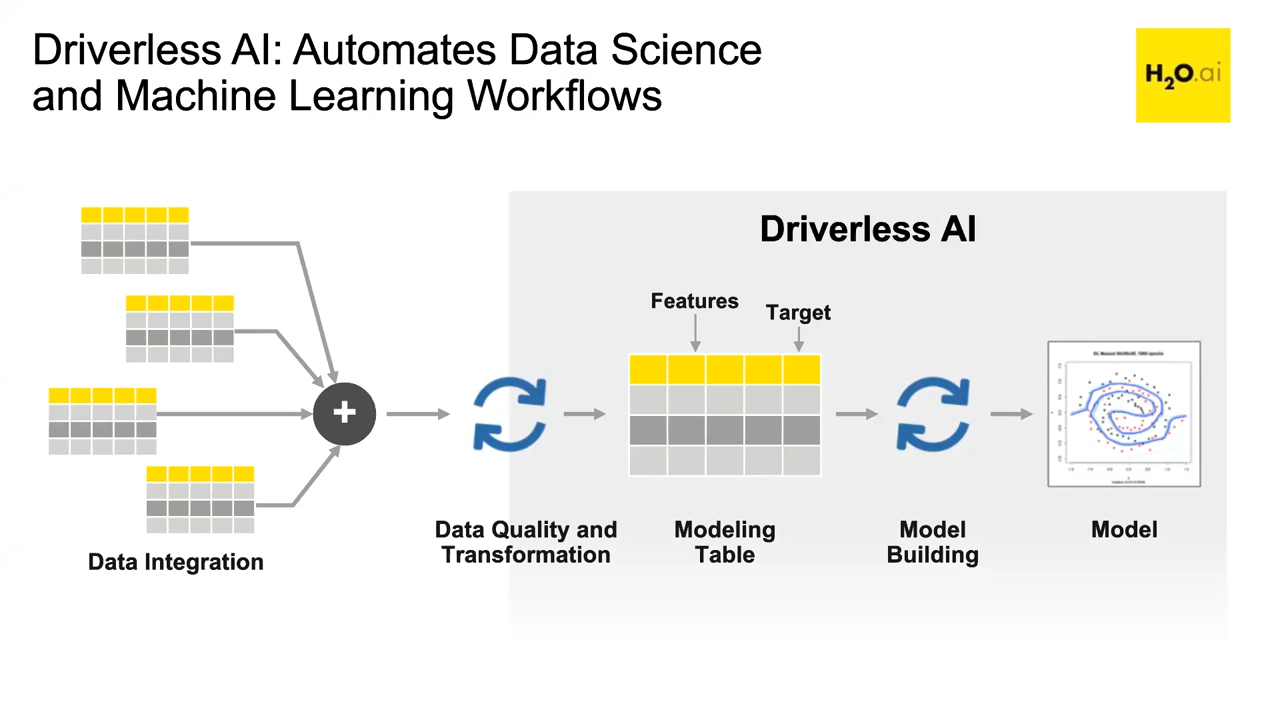 Driverless AI: Automates Data Science
and Machine Learning Workflows
H2O.ai
Driverless AI
Features
Target
+
Data Integration
Data Quality and
Transformation
Modeling
Table
Model
Building
Model